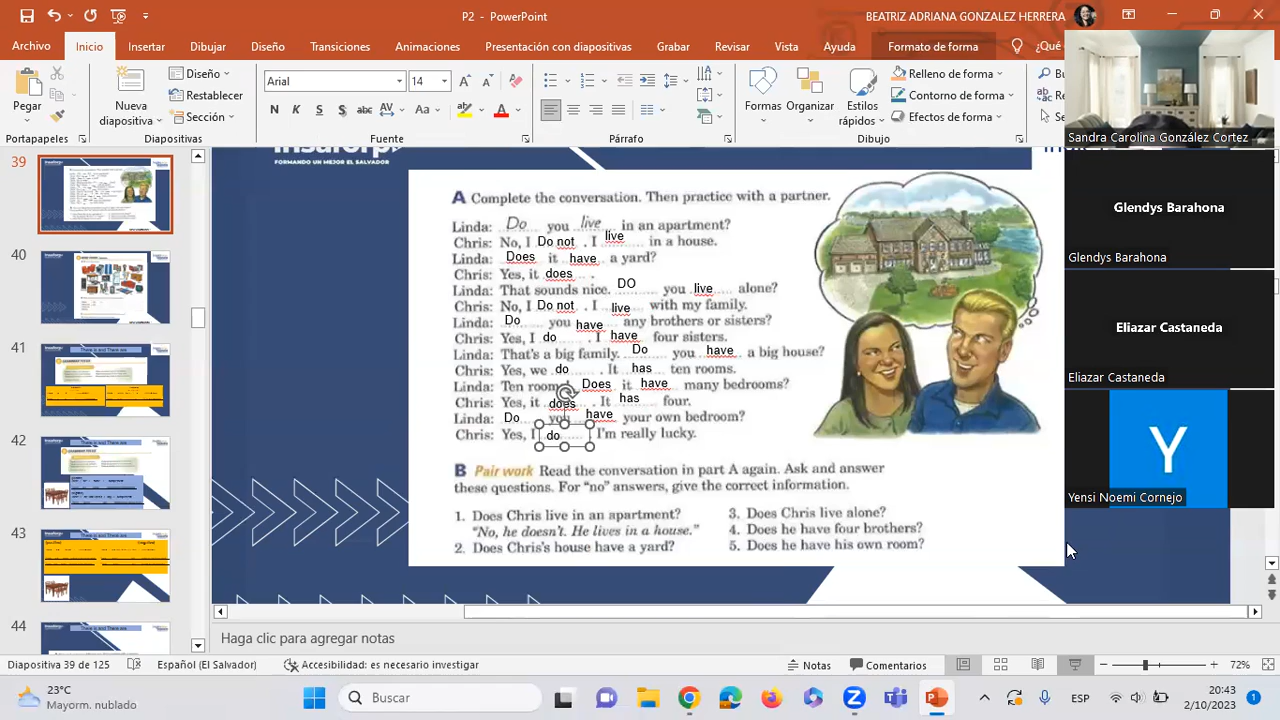 P2 - PowerPoint
BEATRIZ ADRIANA GONZALEZ HERRERA
Archivo Inicio Insertar Dibujar Diseño Transiciones Animaciones Presentación con diapositivas Grabar Revisar Vista Ayuda Formato de forma ¿Qué
Pegar
Portapapeles
Nueva diapositiva
Diseño
Restablecer
Sección
Diapositivas
Arial 14
N K S S abc AV Aa A
Fuente
Párrafo
Formas
Organizar
Estilos rápidos
Relleno de forma
Contorno de forma
Efectos de forma
Dibujo
Sandra Carolina González Cortez
Glendys Barahona
Glendys Barahona
Eliazar Castaneda
Eliazar Castaneda
Y
Yensi Noemi Cornejo
39
40
41
42
43
44
FORMANDO UN MEJOR EL SALVADOR
A Complete the conversation. Then practice with a partner.
Linda: Do you live in an apartment?
Chris: No, I Do not . I live in a house.
Linda: Does it have a yard?
Chris: Yes, it does .
Linda: That sounds nice. DO you live alone?
Chris: No, I Do not . I live with my family.
Linda: Do you have any brothers or sisters?
Chris: Yes, I do . I have four sisters.
Linda: That's a big family. Do you have a big house?
Chris: Yes, we do . It has ten rooms.
Linda: Ten room Does it have many bedrooms?
Chris: Yes, it does . It has four.
Linda: Do have your own bedroom?
Chris: Yes, I do I'm really lucky.
B Pair work Read the conversation in part A again. Ask and answer
these questions. For “no” answers, give the correct information.
1. Does Chris live in an apartment?
“No, he doesn't. He lives in a house.”
2. Does Chris's house have a yard?
3. Does Chris live alone?
4. Does he have four brothers?
5. Does he have his own room?
Haga clic para agregar notas
Diapositiva 39 de 125 Español (El Salvador) Accesibilidad: es necesario investigar Notas Comentarios 72%
23°C
Mayorm. nublado
Buscar
ESP
20:43
2/10/2023